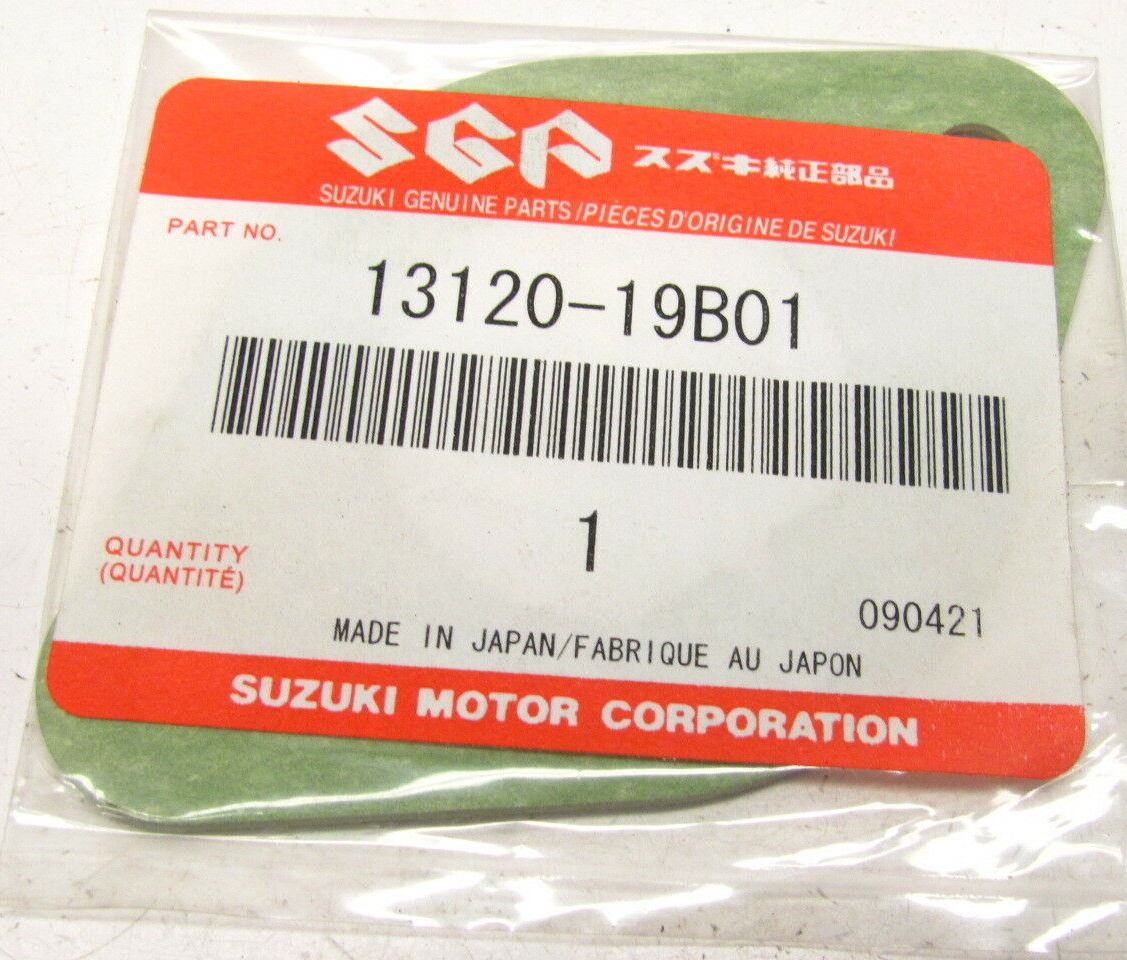 SGP スズキ純正部品
SUZUKI GENUINE PARTS/PIÈCES D'ORIGINE DE SUZUKI
PART NO.
13120-19B01
1
QUANTITY
(QUANTITÉ)
090421
MADE IN JAPAN/FABRIQUE AU JAPON
SUZUKI MOTOR CORPORATION